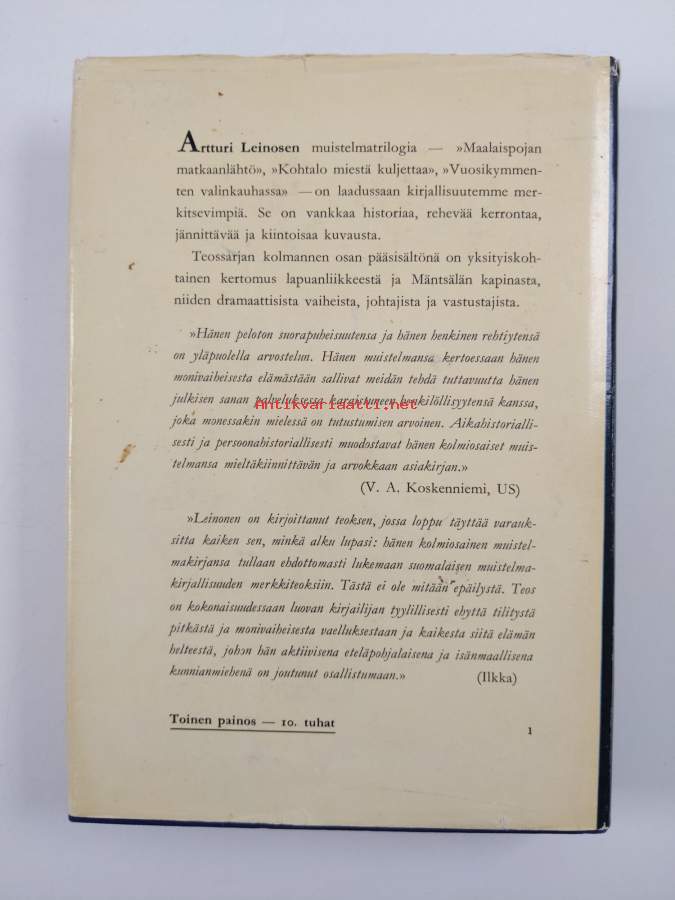 Artturi Leinosen muistelmatrilogia — »Maalaispojan
matkaanlähtö», »Kohtalo miestä kuljettaa», »Vuosikymmen-
ten valinkauhassa» — on laadussaan kirjallisuutemme mer-
kitsevimpiä. Se on vankkaa historiaa, rehevää kerrontaa,
jännittävää ja kiintoisaa kuvausta.
Teossarjan kolmannen osan pääsisältönä on yksityiskoh-
tainen kertomus lapuanliikkeestä ja Mäntsälän kapinasta,
niiden dramaattisista vaiheista, johtajista ja vastustajista.
»Hänen peloton suorapuheisuutensa ja hänen henkinen rehtiytensä
on yläpuolella arvostelun. Hänen muistelmansa kertoessaan hänen
monivaiheisesta elämästään sallivat meidän tehdä tuttavuutta hänen
julkisen sanan palveluksessa karaistuneen henkilöllisyytensä kanssa,
Antikvariaatti.net
joka monessakin mielessä on tutustumisen arvoinen. Aikahistorialli-
sesti ja persoonahistoriallisesti muodostavat hänen kolmiosaiset muis-
telmansa mieltäkiinnittävän ja arvokkaan asiakirjan.»
(V. A. Koskenniemi, US)
»Leinonen on kirjoittanut teoksen, jossa loppu täyttää varauk-
sitta kaiken sen, minkä alku lupasi: hänen kolmiosainen muistel-
makirjansa tullaan ehdottomasti lukemaan suomalaisen muistelma-
kirjallisuuden merkkiteoksiin. Tästä ei ole mitään epäilystä. Teos
on kokonaisuudessaan luovan kirjailijan tyylillisesti ehyttä tilitystä
pitkästä ja monivaiheisesta vaelluksestaan ja kaikesta siitä elämän
helteestä, johon hän aktiivisena eteläpohjalaisena ja isänmaallisena
kunnianmiehenä on joutunut osallistumaan.»
(Ilkka)
Toinen painos — 10. tuhat
1